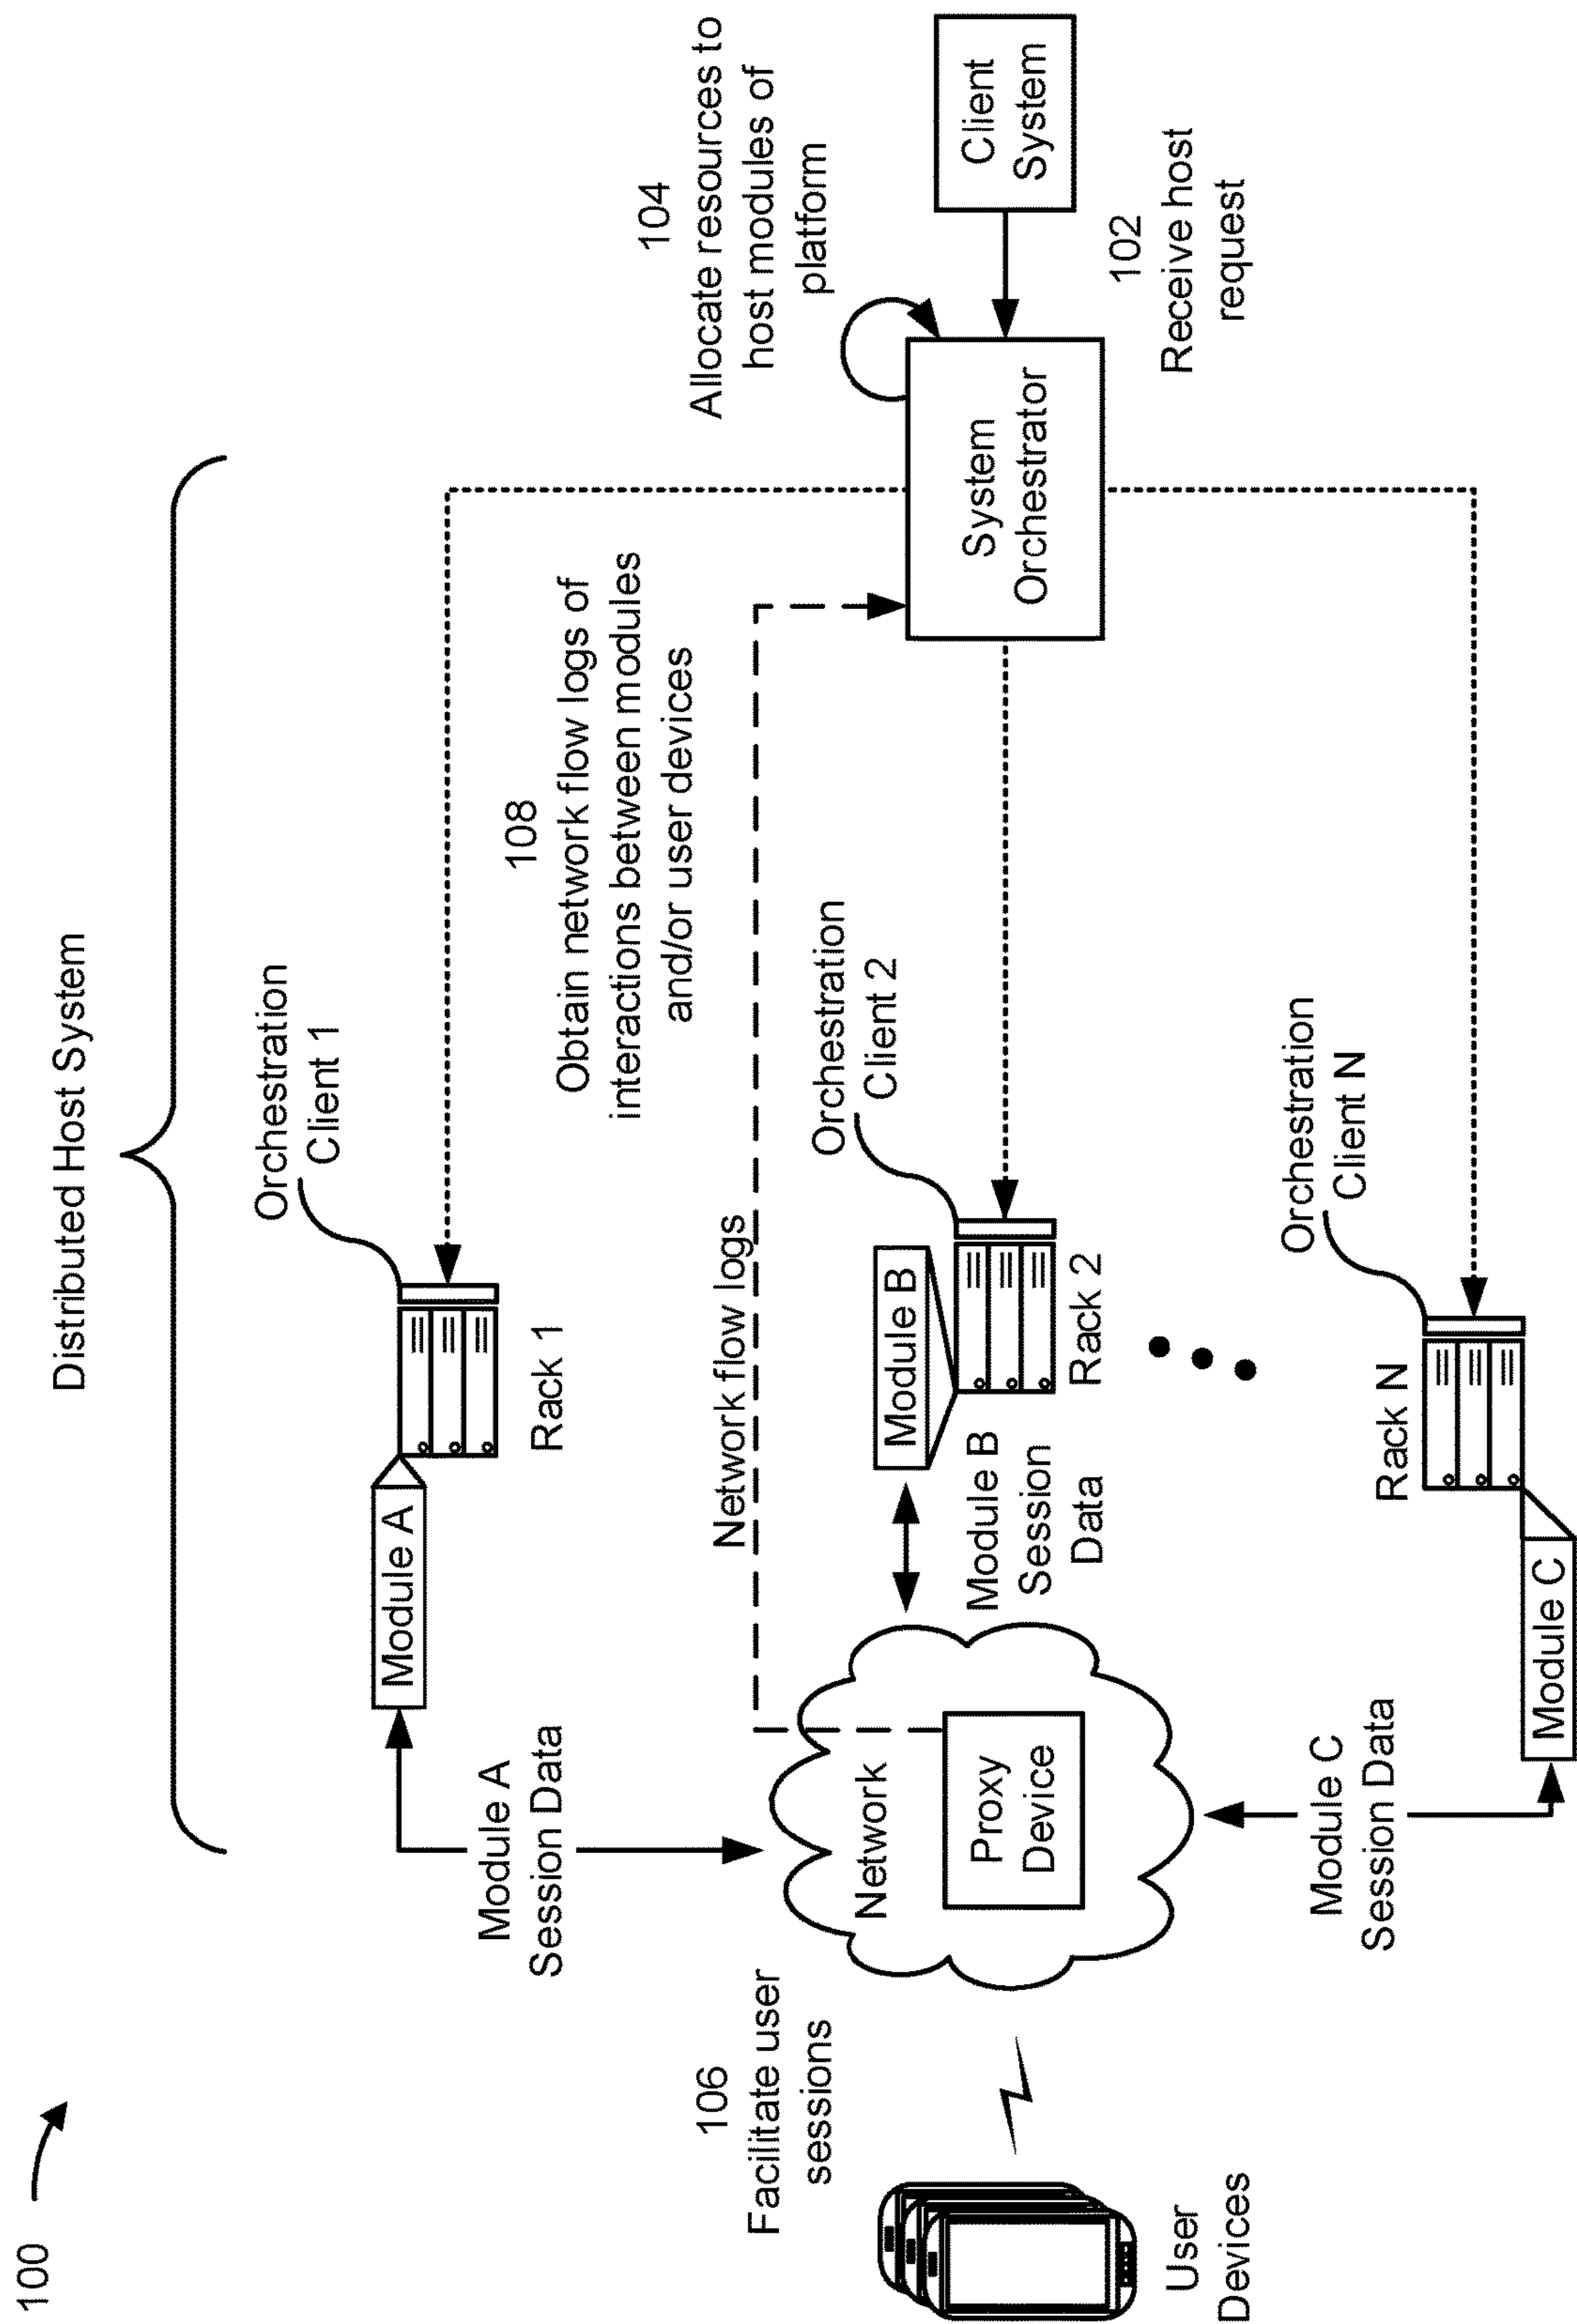 100
Distributed Host System
Orchestration
Client 1
Module A
Rack 1
Module A
Session Data
108
Obtain network flow logs of
interactions between modules
and/or user devices
104
Allocate resources to
host modules of
platform
106
Facilitate user
sessions
Network flow logs
Orchestration
Client 2
Network
Proxy
Device
Module B
Module B
Session
Data
Rack 2
System
Orchestrator
Client
System
102
Receive host
request
User
Devices
Module C
Session Data
Orchestration
Client N
Rack N
Module C